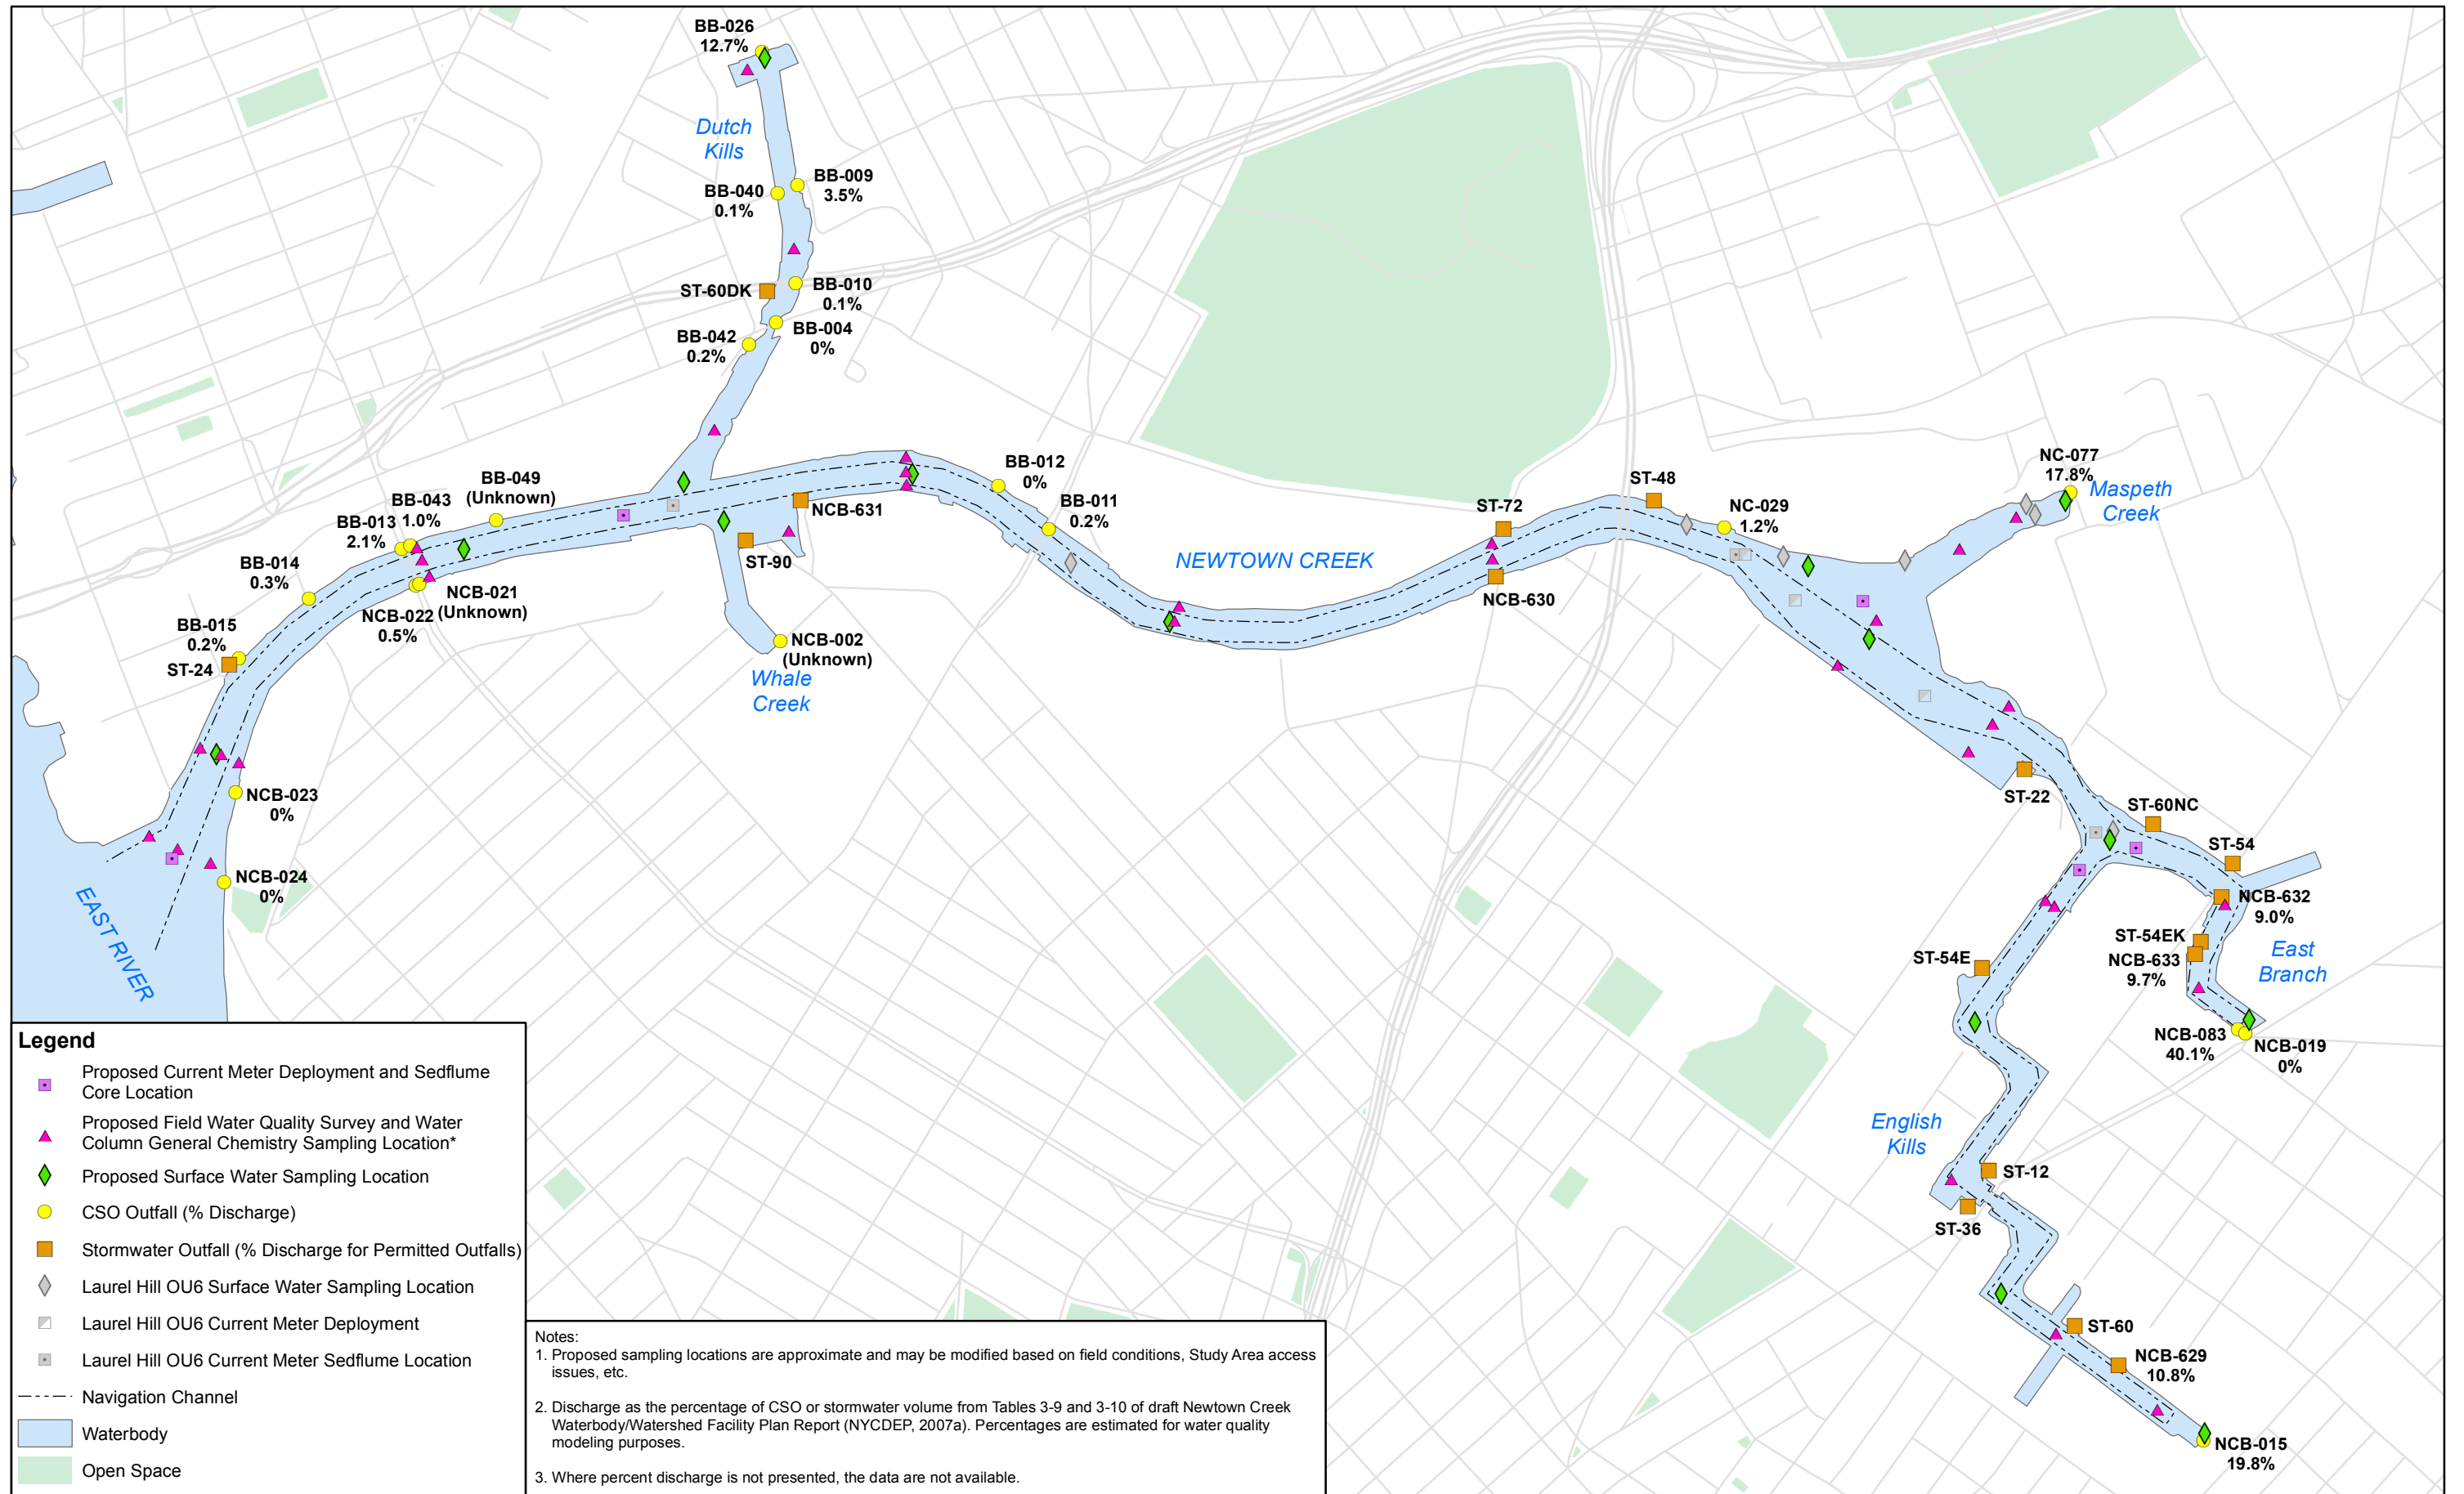 BB-026
12.7%
Dutch
Kills
BB-040
0.1%
BB-009
3.5%
ST-60DK
BB-010
0.1%
BB-004
0%
BB-042
0.2%
BB-049
(Unknown)
BB-043
1.0%
BB-013
2.1%
BB-014
0.3%
BB-015
0.2%
ST-24
NCB-021
(Unknown)
NCB-022
0.5%
NCB-631
ST-90
NCB-002
(Unknown)
Whale
Creek
BB-012
0%
BB-011
0.2%
NEWTOWN CREEK
ST-72
NCB-630
ST-48
NC-029
1.2%
NC-077
17.8%
Maspeth
Creek
NCB-023
0%
NCB-024
0%
EAST RIVER
ST-22
ST-60NC
ST-54
NCB-632
9.0%
ST-54EK
NCB-633
9.7%
East
Branch
ST-54E
NCB-083
40.1%
NCB-019
0%
English
Kills
ST-12
ST-36
ST-60
NCB-629
10.8%
NCB-015
19.8%
Legend
Proposed Current Meter Deployment and Sedflume
Core Location
Proposed Field Water Quality Survey and Water
Column General Chemistry Sampling Location*
Proposed Surface Water Sampling Location
CSO Outfall (% Discharge)
Stormwater Outfall (% Discharge for Permitted Outfalls)
Laurel Hill OU6 Surface Water Sampling Location
Laurel Hill OU6 Current Meter Deployment
Laurel Hill OU6 Current Meter Sedflume Location
Navigation Channel
Waterbody
Open Space
Notes:
1. Proposed sampling locations are approximate and may be modified based on field conditions, Study Area access
issues, etc.
2. Discharge as the percentage of CSO or stormwater volume from Tables 3-9 and 3-10 of draft Newtown Creek
Waterbody/Watershed Facility Plan Report (NYCDEP, 2007a). Percentages are estimated for water quality
modeling purposes.
3. Where percent discharge is not presented, the data are not available.